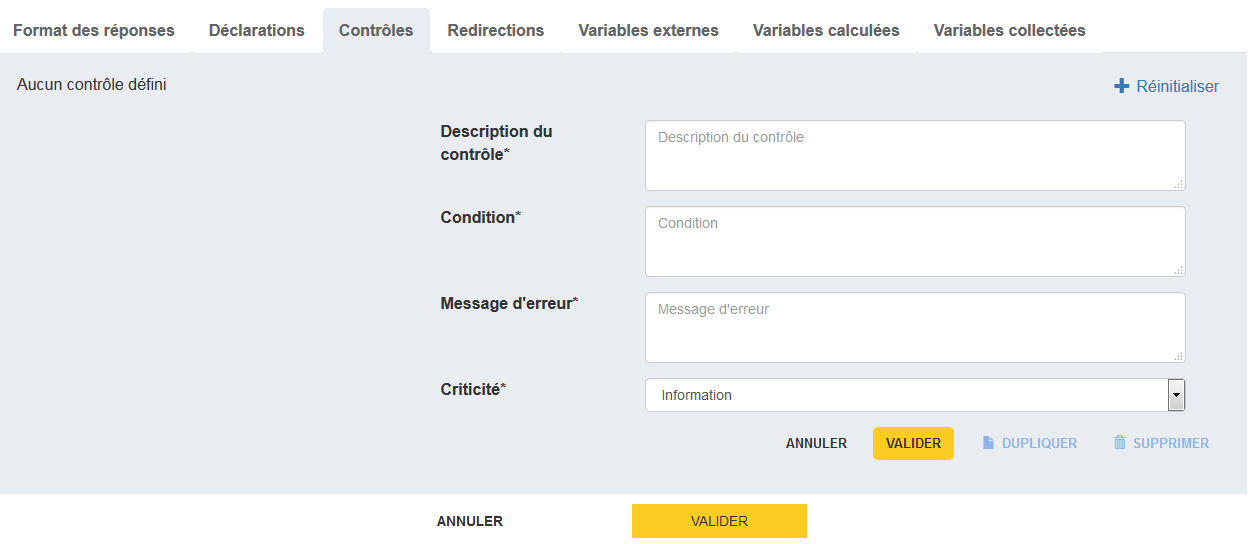 Format des réponses Déclarations Contrôles Redirections Variables externes Variables calculées Variables collectées
Aucun contrôle défini Réinitialiser
Description du
contrôle*
Description du contrôle
Condition*
Condition
Message d'erreur*
Message d'erreur
Criticité*
Information
ANNULER VALIDER DUPLIQUER SUPPRIMER
ANNULER VALIDER